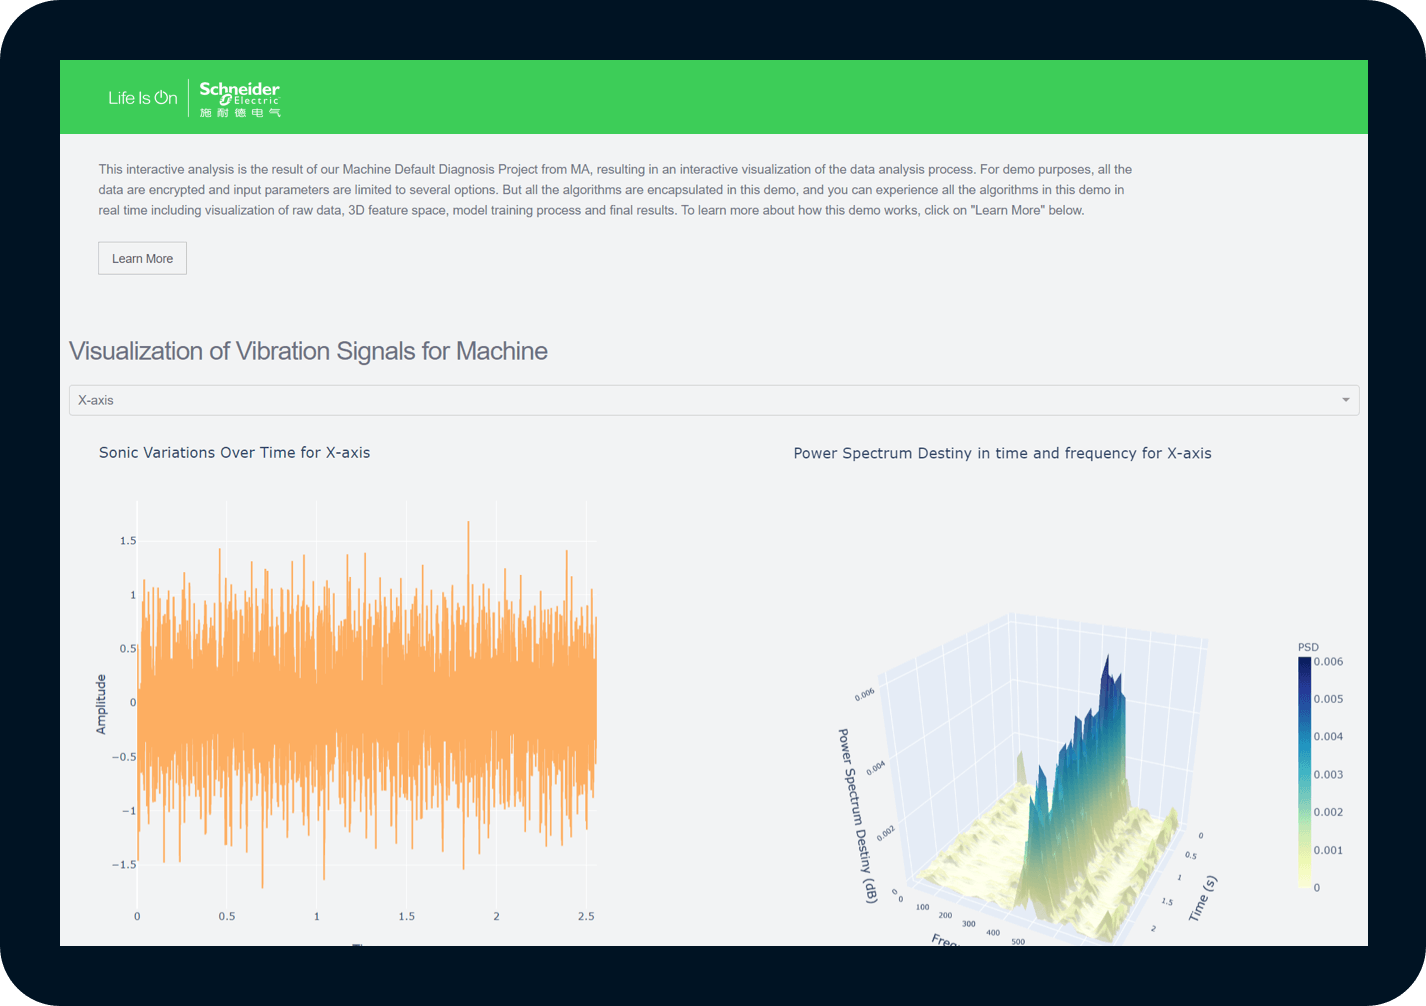 Life Is On
Schneider
Electric
施耐德电气
This interactive analysis is the result of our Machine Default Diagnosis Project from MA, resulting in an interactive visualization of the data analysis process. For demo purposes, all the
data are encrypted and input parameters are limited to several options. But all the algorithms are encapsulated in this demo, and you can experience all the algorithms in this demo in
real time including visualization of raw data, 3D feature space, model training process and final results. To learn more about how this demo works, click on "Learn More" below.
Learn More
Visualization of Vibration Signals for Machine
X-axis
Sonic Variations Over Time for X-axis
1.5
1
0.5
0
−0.5
−1
−1.5
Amplitude
0
0.5
1
1.5
2
2.5
Power Spectrum Destiny in time and frequency for X-axis
0.006
0.004
0.002
0
Power Spectrum Destiny (dB)
0
100
200
300
400
500
0
0.5
1
1.5
2
Time (s)
PSD
0.006
0.005
0.004
0.003
0.002
0.001
0